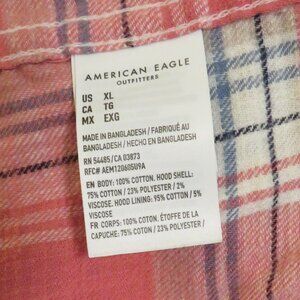 AMERICAN EAGLE
OUTFITTERS
US XL
CA TG
MX EXG
MADE IN BANGLADESH / FABRIQUÉ AU
BANGLADESH / HECHO EN BANGLADESH
RN 54485/CA 03873
RFC# AEM120605U9A
EN BODY: 100% COTTON. HOOD SHELL:
75% COTTON / 23% POLYESTER / 2%
VISCOSE. HOOD LINING: 95% COTTON / 5%
VISCOSE
FR CORPS: 100% COTON. ÉTOFFE DE LA
CAPUCHE: 75% COTON / 23% POLYESTER /